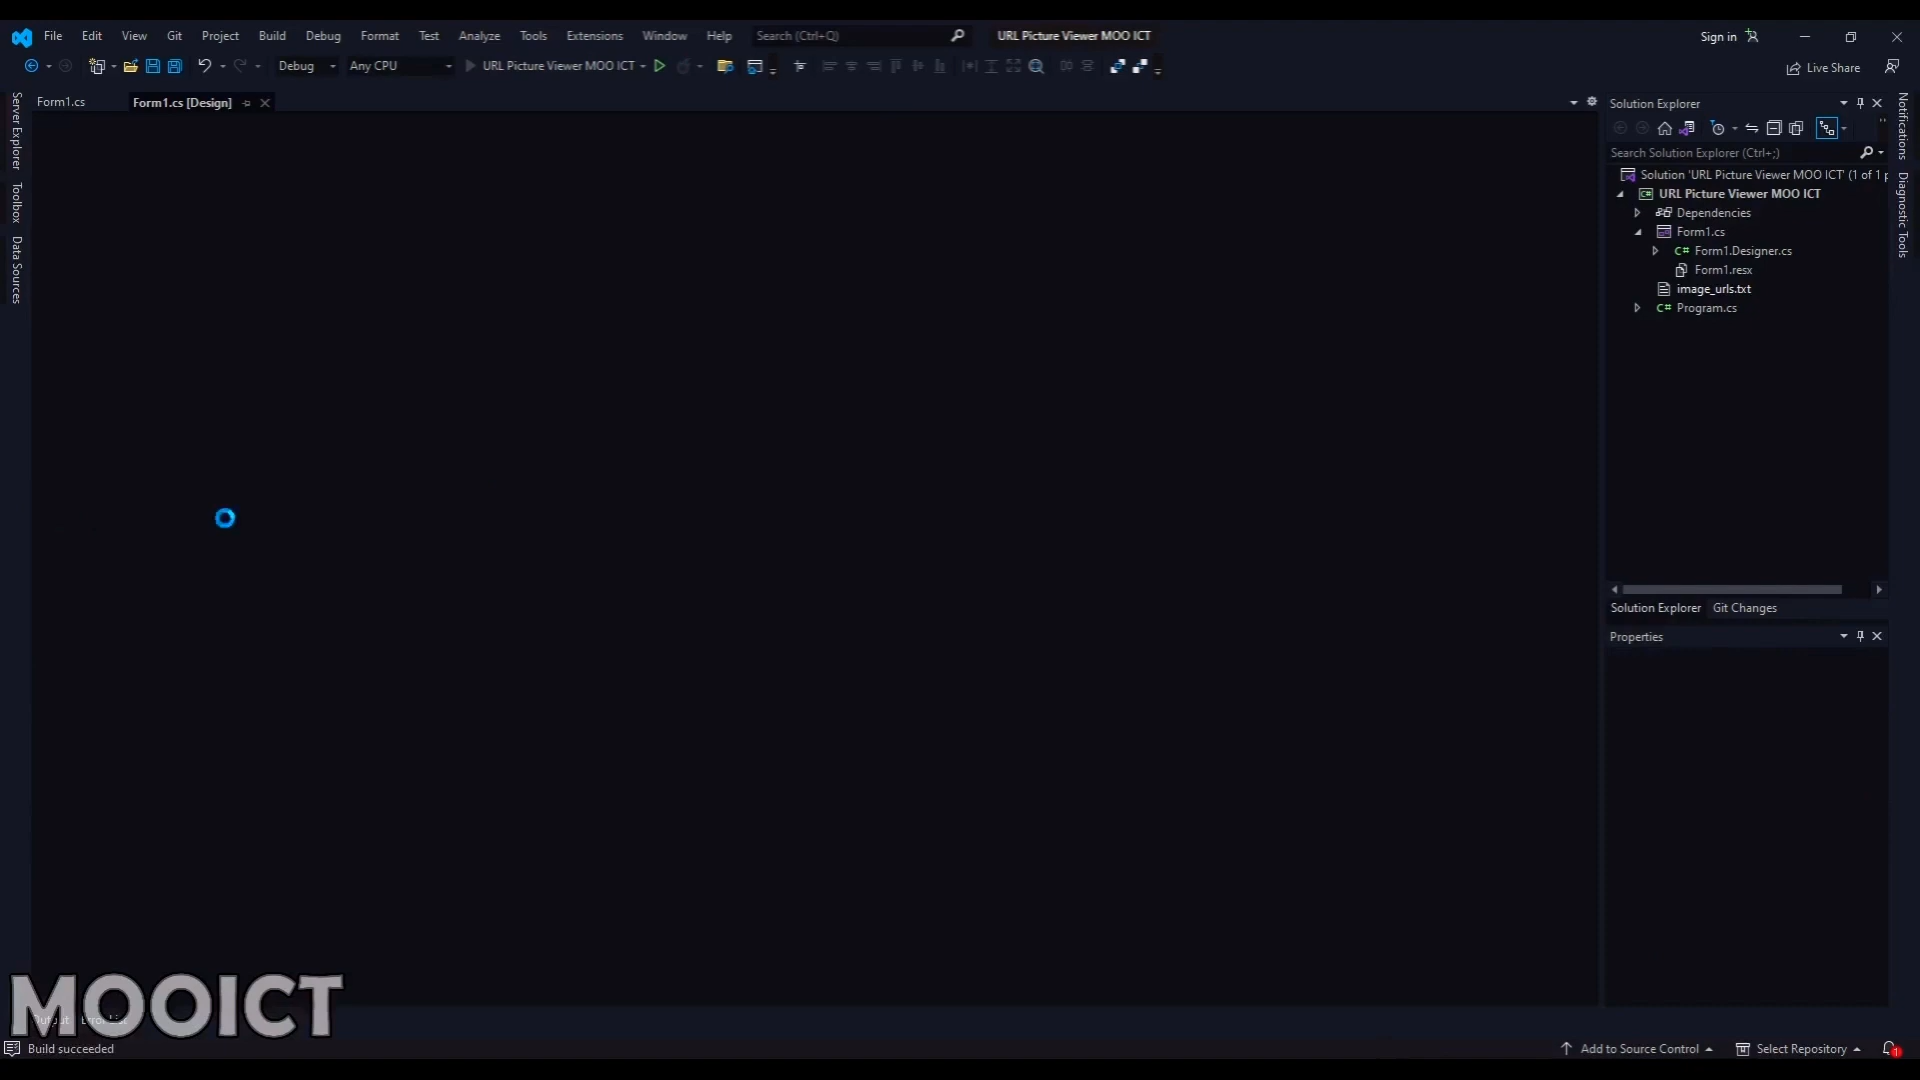 File Edit View Git Project Build Debug Format Test Analyze Tools Extensions Window Help Search (Ctrl+Q) URL Picture Viewer MOO ICT Sign in
Debug Any CPU URL Picture Viewer MOO ICT Live Share
Form1.cs Form1.cs [Design]
Server Explorer
Toolbox
Data Sources
Solution Explorer
Search Solution Explorer (Ctrl+;)
Solution 'URL Picture Viewer MOO ICT' (1 of 1 p
URL Picture Viewer MOO ICT
Dependencies
Form1.cs
C# Form1.Designer.cs
Form1.resx
image_urls.txt
C# Program.cs
Solution Explorer Git Changes
Properties
Notifications
Diagnostic Tools
MOOICT
Output Error List
Build succeeded Add to Source Control Select Repository 1